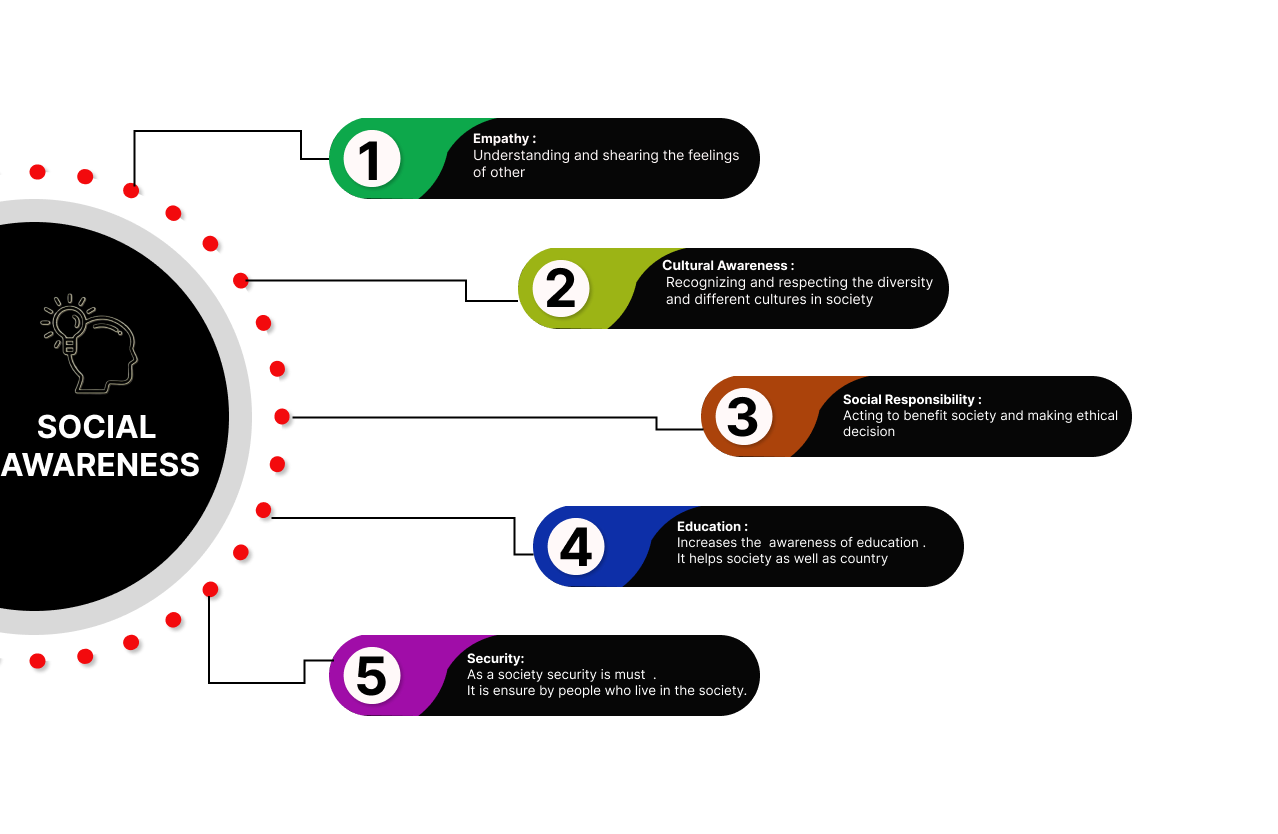 SOCIAL
AWARENESS
1
Empathy :
Understanding and shearing the feelings
of other
2
Cultural Awareness :
Recognizing and respecting the diversity
and different cultures in society
3
Social Responsibility :
Acting to benefit society and making ethical
decision
4
Education :
Increases the  awareness of education .
It helps society as well as country
5
Security:
As a society security is must  .
It is ensure by people who live in the society.